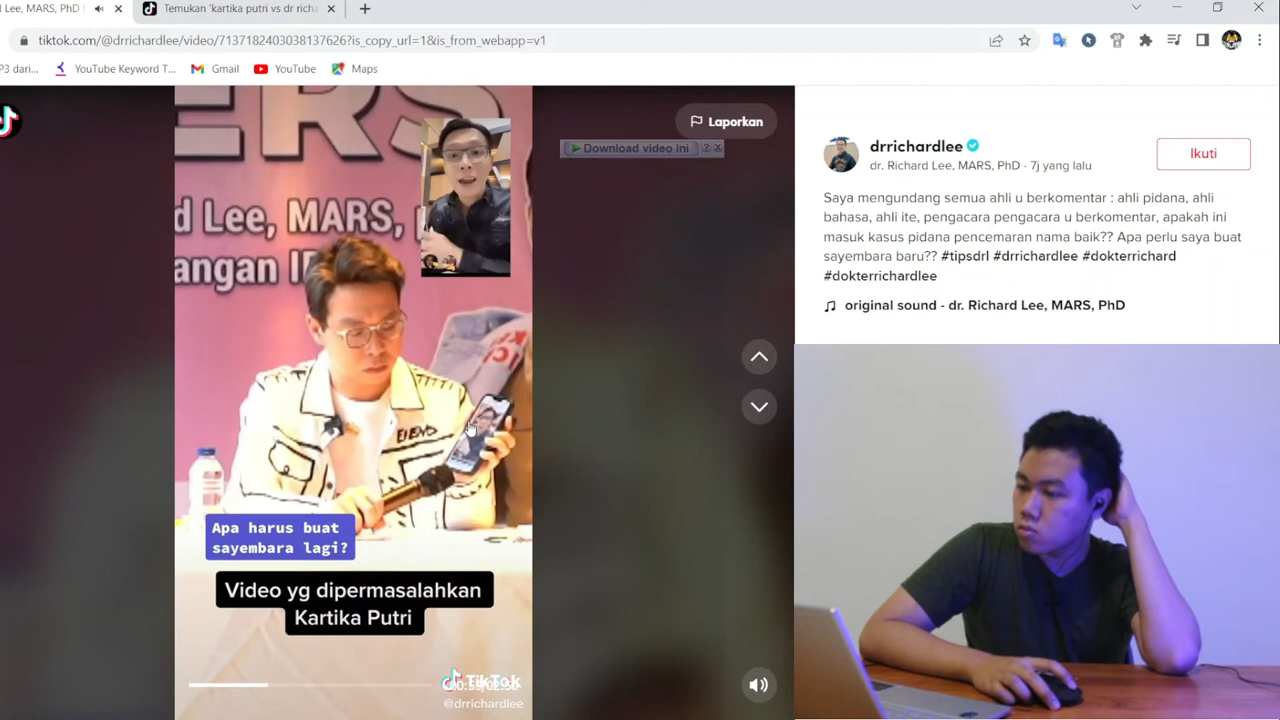 d Lee, MARS, PhD
Temukan 'kartika putri vs dr richa
tiktok.com/@drrichardlee/video/7137182403038137626?is_copy_url=1&is_from_webapp=v1
P3 dari...
YouTube Keyword T...
Gmail
YouTube
Maps
ERS
Laporkan
Download video ini
?
X
rd Lee, MARS, p
angan IP
Apa harus buat
sayembara lagi?
Video yg dipermasalahkan
Kartika Putri
TikTok
@drrichardlee
drrichardlee
dr. Richard Lee, MARS, PhD · 7j yang lalu
Ikuti
Saya mengundang semua ahli u berkomentar : ahli pidana, ahli
bahasa, ahli ite, pengacara pengacara u berkomentar, apakah ini
masuk kasus pidana pencemaran nama baik?? Apa perlu saya buat
sayembara baru?? #tipsdrl #drrichardlee #dokterrichard
#dokterrichardlee
original sound - dr. Richard Lee, MARS, PhD